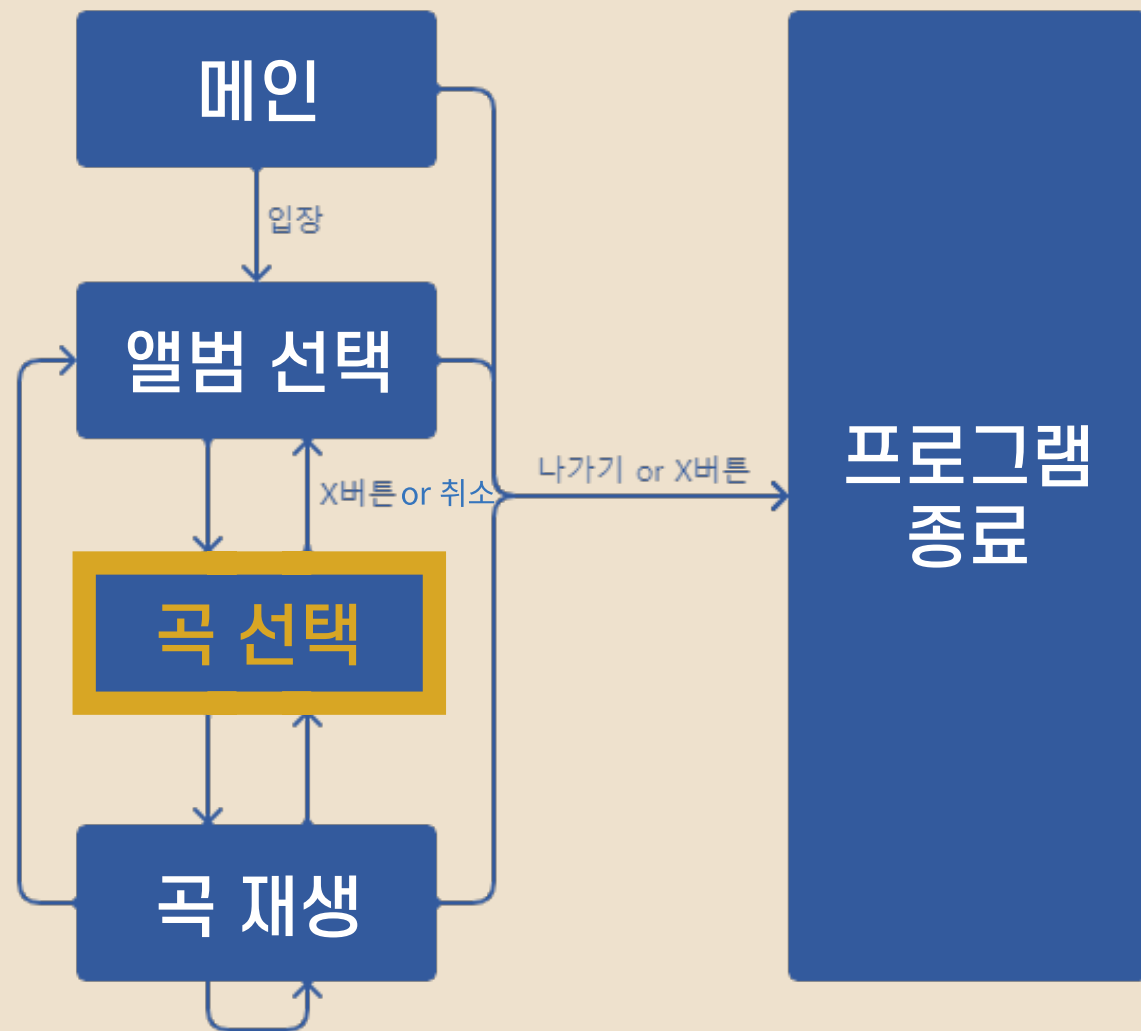 메인
입장
앨범 선택
X버튼 or 취소
나가기 or X버튼
곡 선택
곡 재생
프로그램
종료